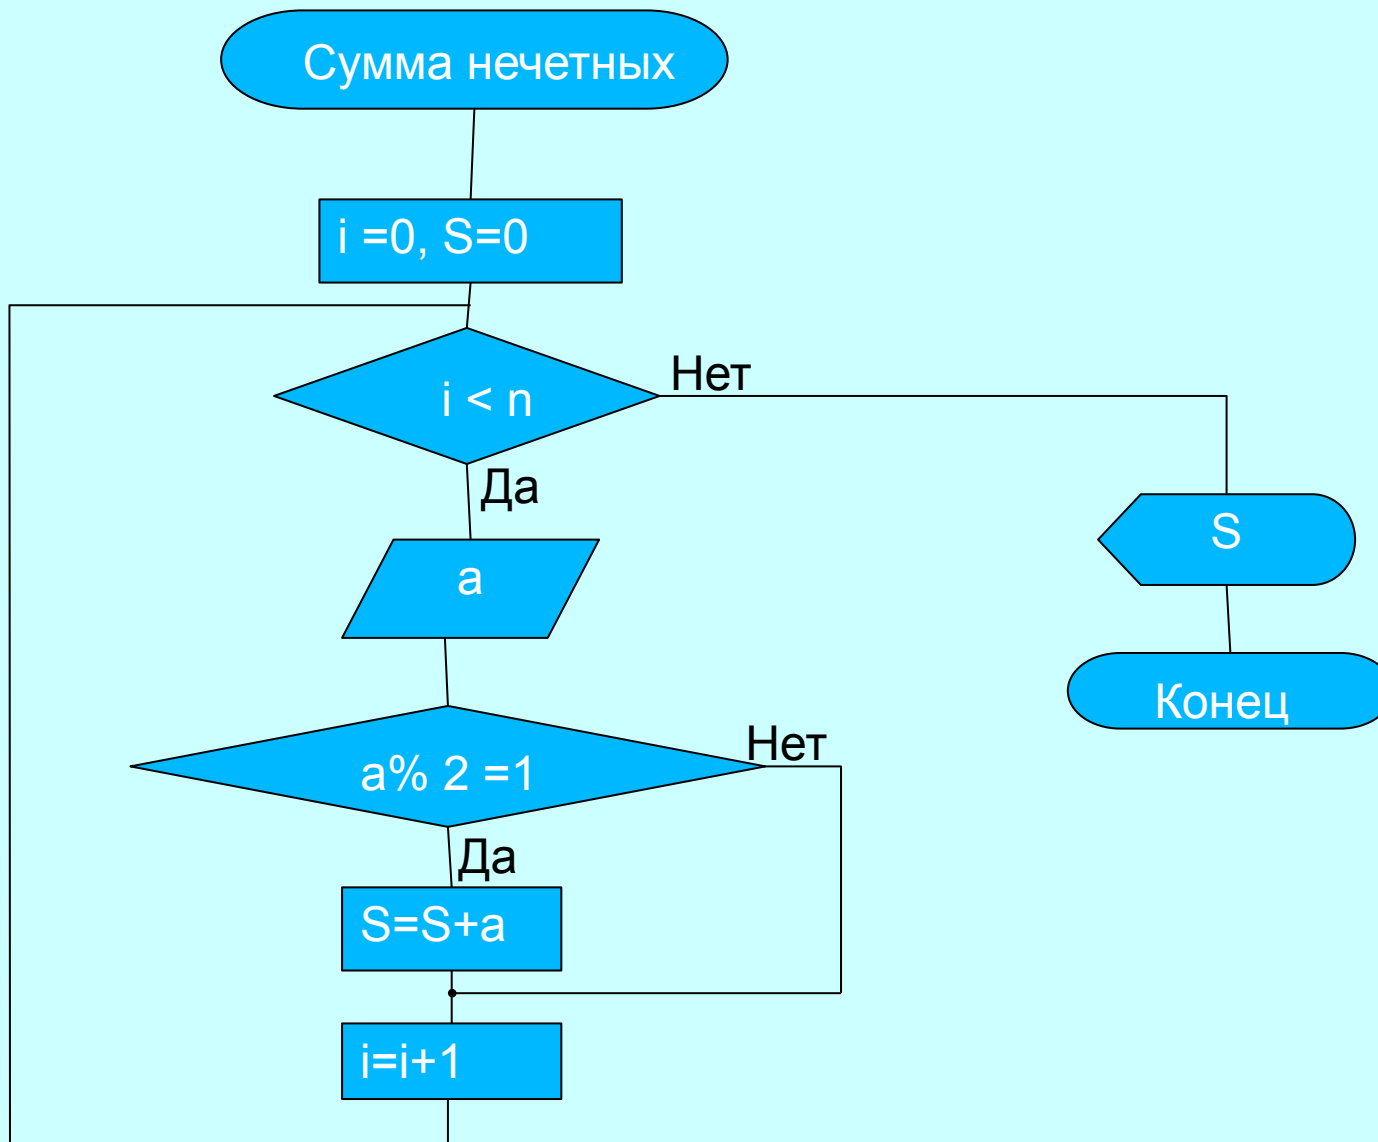 Сумма нечетных
i =0, S=0
i < n
Нет
Да
a
S
Конец
a% 2 =1
Нет
Да
S=S+a
i=i+1